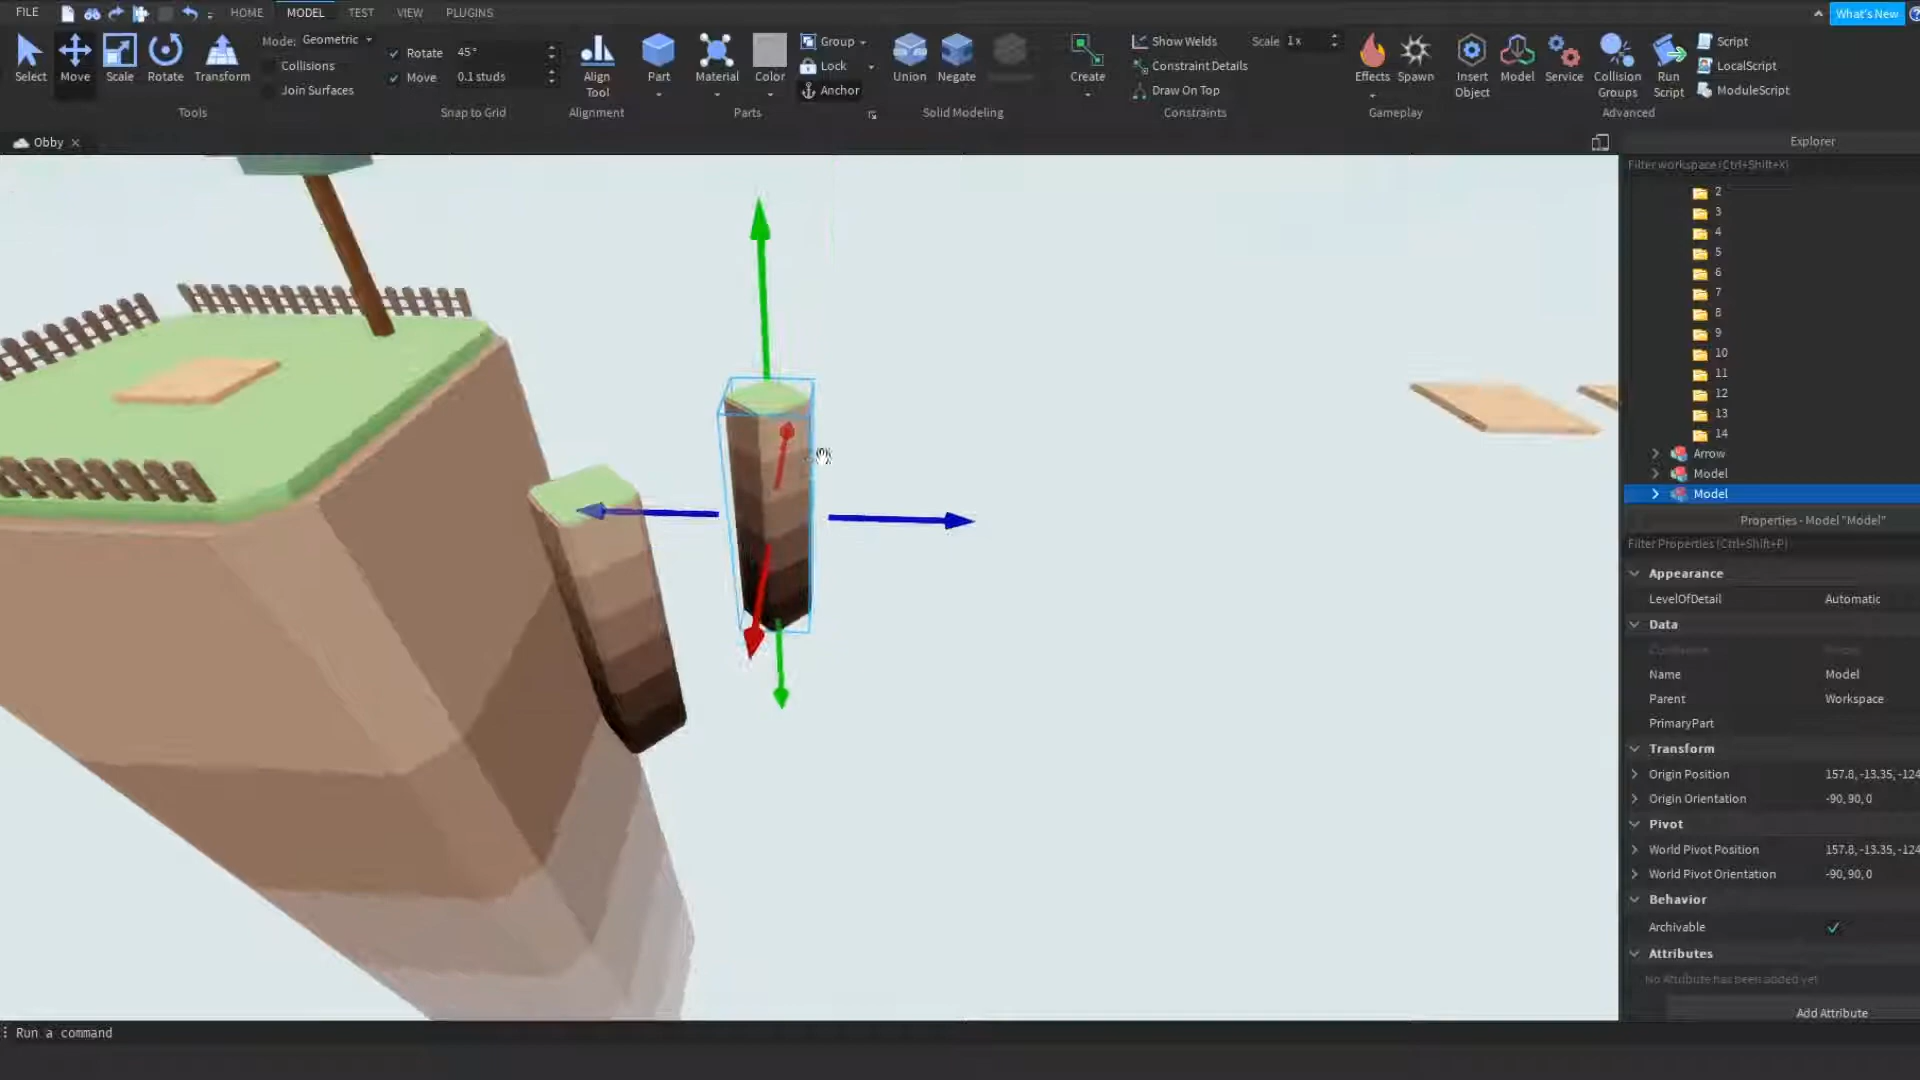 FILE HOME MODEL TEST VIEW PLUGINS What's New
Select Move Scale Rotate Transform
Mode: Geometric
Collisions
Join Surfaces
Tools
Rotate 45°
Move 0.1 studs
Snap to Grid
Align Tool
Alignment
Part Material Color
Group
Lock
Anchor
Parts
Union Negate
Solid Modeling
Create
Show Welds Scale 1x
Constraint Details
Draw On Top
Constraints
Effects Spawn
Gameplay
Insert Object Model Service Collision Groups Run Script
Script
LocalScript
ModuleScript
Advanced
Obby
Explorer
Filter workspace (Ctrl+Shift+X)
2
3
4
5
6
7
8
9
10
11
12
13
14
Arrow
Model
Model
Properties - Model "Model"
Filter Properties (Ctrl+Shift+P)
Appearance
LevelOfDetail Automatic
Data
Name Model
Parent Workspace
PrimaryPart
Transform
Origin Position 157.8, -13.35, -124
Origin Orientation -90, 90, 0
Pivot
World Pivot Position 157.8, -13.35, -124
World Pivot Orientation -90, 90, 0
Behavior
Archivable
Attributes
No Attribute has been added yet
Add Attribute
Run a command